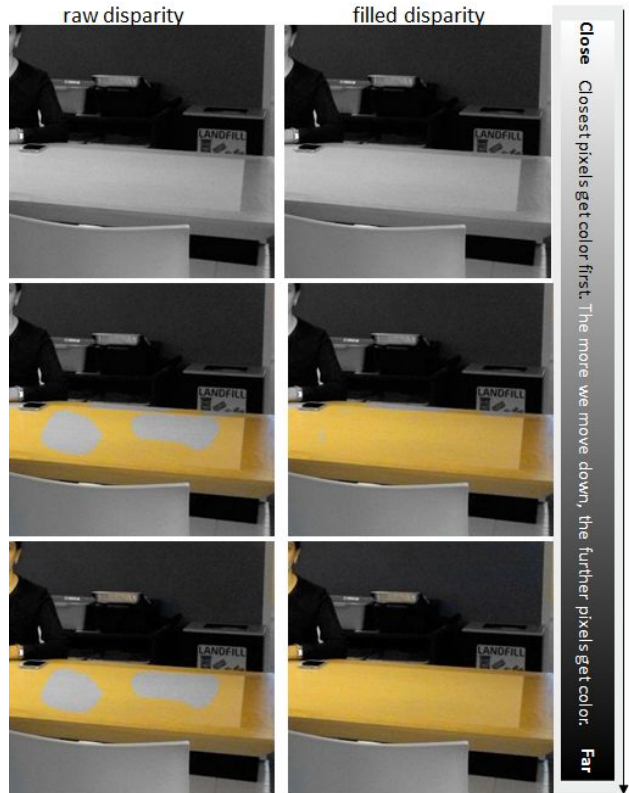 raw disparity
filled disparity
LANDFILL
LANDFILL
LANDFILL
LANDFILL
LANDFILL
LANDFILL
Close Closest pixels get color first. The more we move down, the further pixels get color. Far